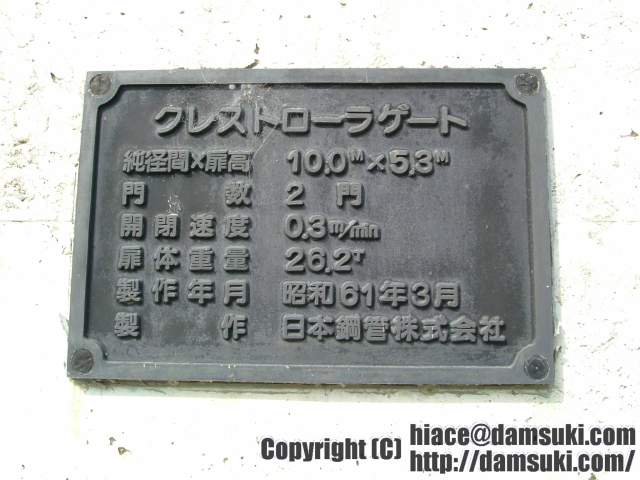 クレストローラゲート
純径間×扉高 10.0M×5.3M
門数 2門
開閉速度 0.3m/min
扉体重量 26.2T
製作年月 昭和61年3月
製作 日本鋼管株式会社
Copyright (C) hiace@damsuki.com
http://damsuki.com/